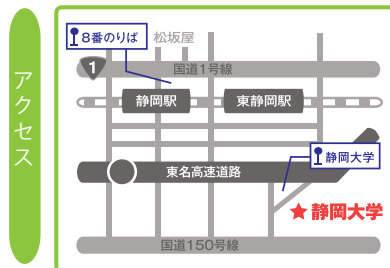 アクセス
8番のりば
松坂屋
1
国道1号線
静岡駅
東静岡駅
静岡大学
東名高速道路
★静岡大学
国道150号線